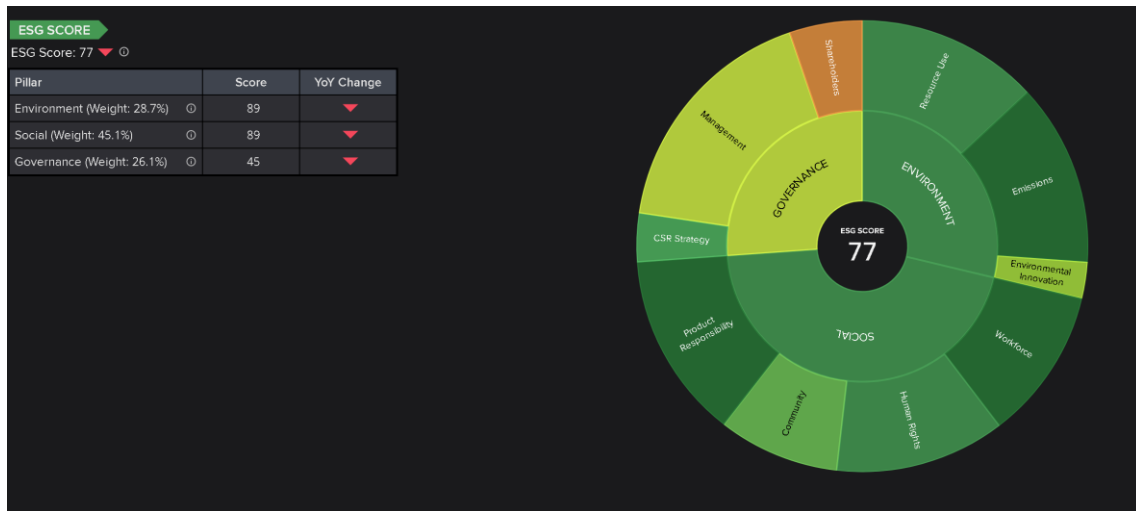 ESG SCORE
ESG Score: 77
Pillar Score YoY Change
Environment (Weight: 28.7%) 89
Social (Weight: 45.1%) 89
Governance (Weight: 26.1%) 45
Shareholders
Resource Use
Management
GOVERNANCE
ENVIRONMENT
Emissions
CSR Strategy
ESG SCORE
77
Environmental
Innovation
SOCIAL
Product
Responsibility
Workforce
Community
Human Rights